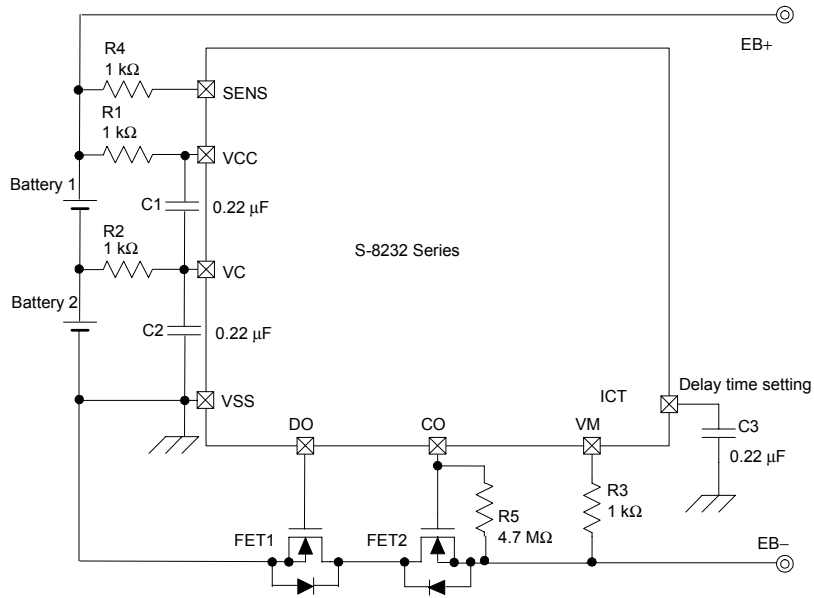 EB+
R4
1 kΩ
SENS
R1
1 kΩ
VCC
Battery 1
C1
0.22 μF
R2
1 kΩ
S-8232 Series
VC
Battery 2
C2
0.22 μF
VSS
ICT
Delay time setting
DO
CO
VM
C3
0.22 μF
R3
1 kΩ
R5
4.7 MΩ
FET1
FET2
EB−